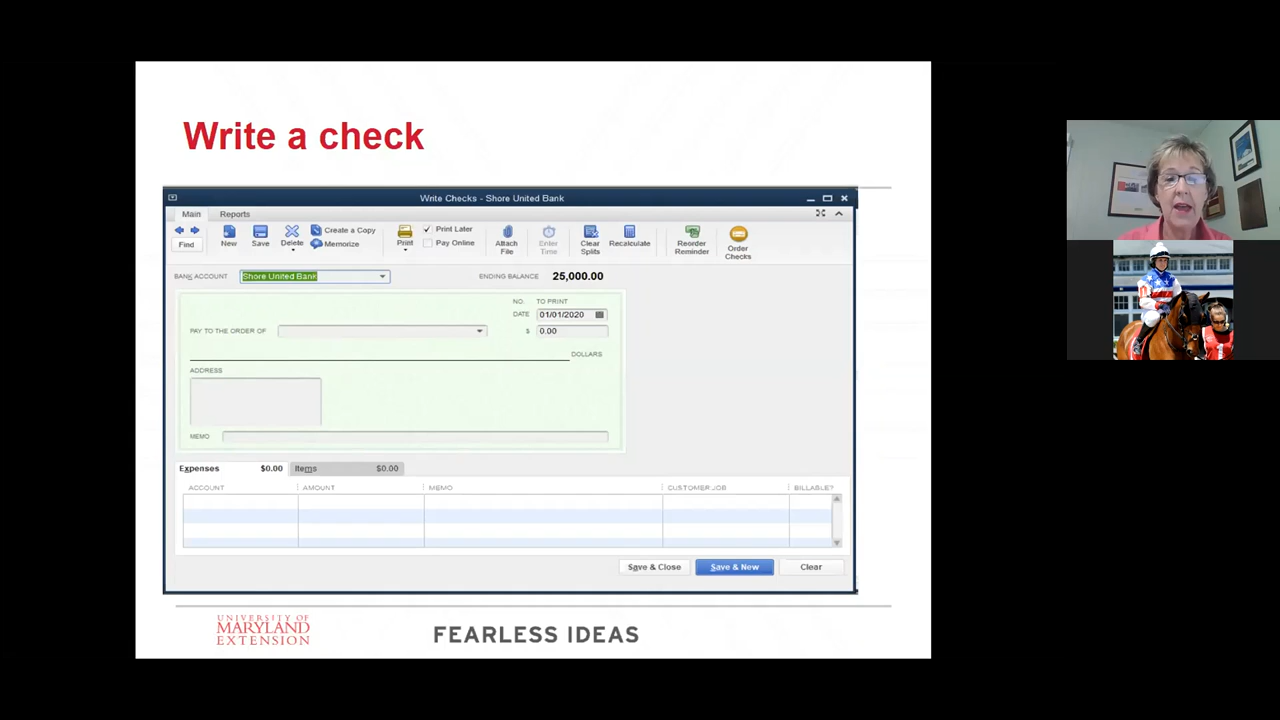 Write a check
Write Checks - Shore United Bank
Main Reports
Find New Save Delete Create a Copy Memorize Print Print Later Pay Online Attach File Enter Time Clear Splits Recalculate Reorder Reminder Order Checks
BANK ACCOUNT Shore United Bank ENDING BALANCE 25,000.00
NO. TO PRINT
DATE 01/01/2020
PAY TO THE ORDER OF $ 0.00
DOLLARS
ADDRESS
MEMO
Expenses $0.00 Items $0.00
ACCOUNT AMOUNT MEMO CUSTOMER:JOB BILLABLE?
Save & Close Save & New Clear
UNIVERSITY OF
MARYLAND
EXTENSION
FEARLESS IDEAS